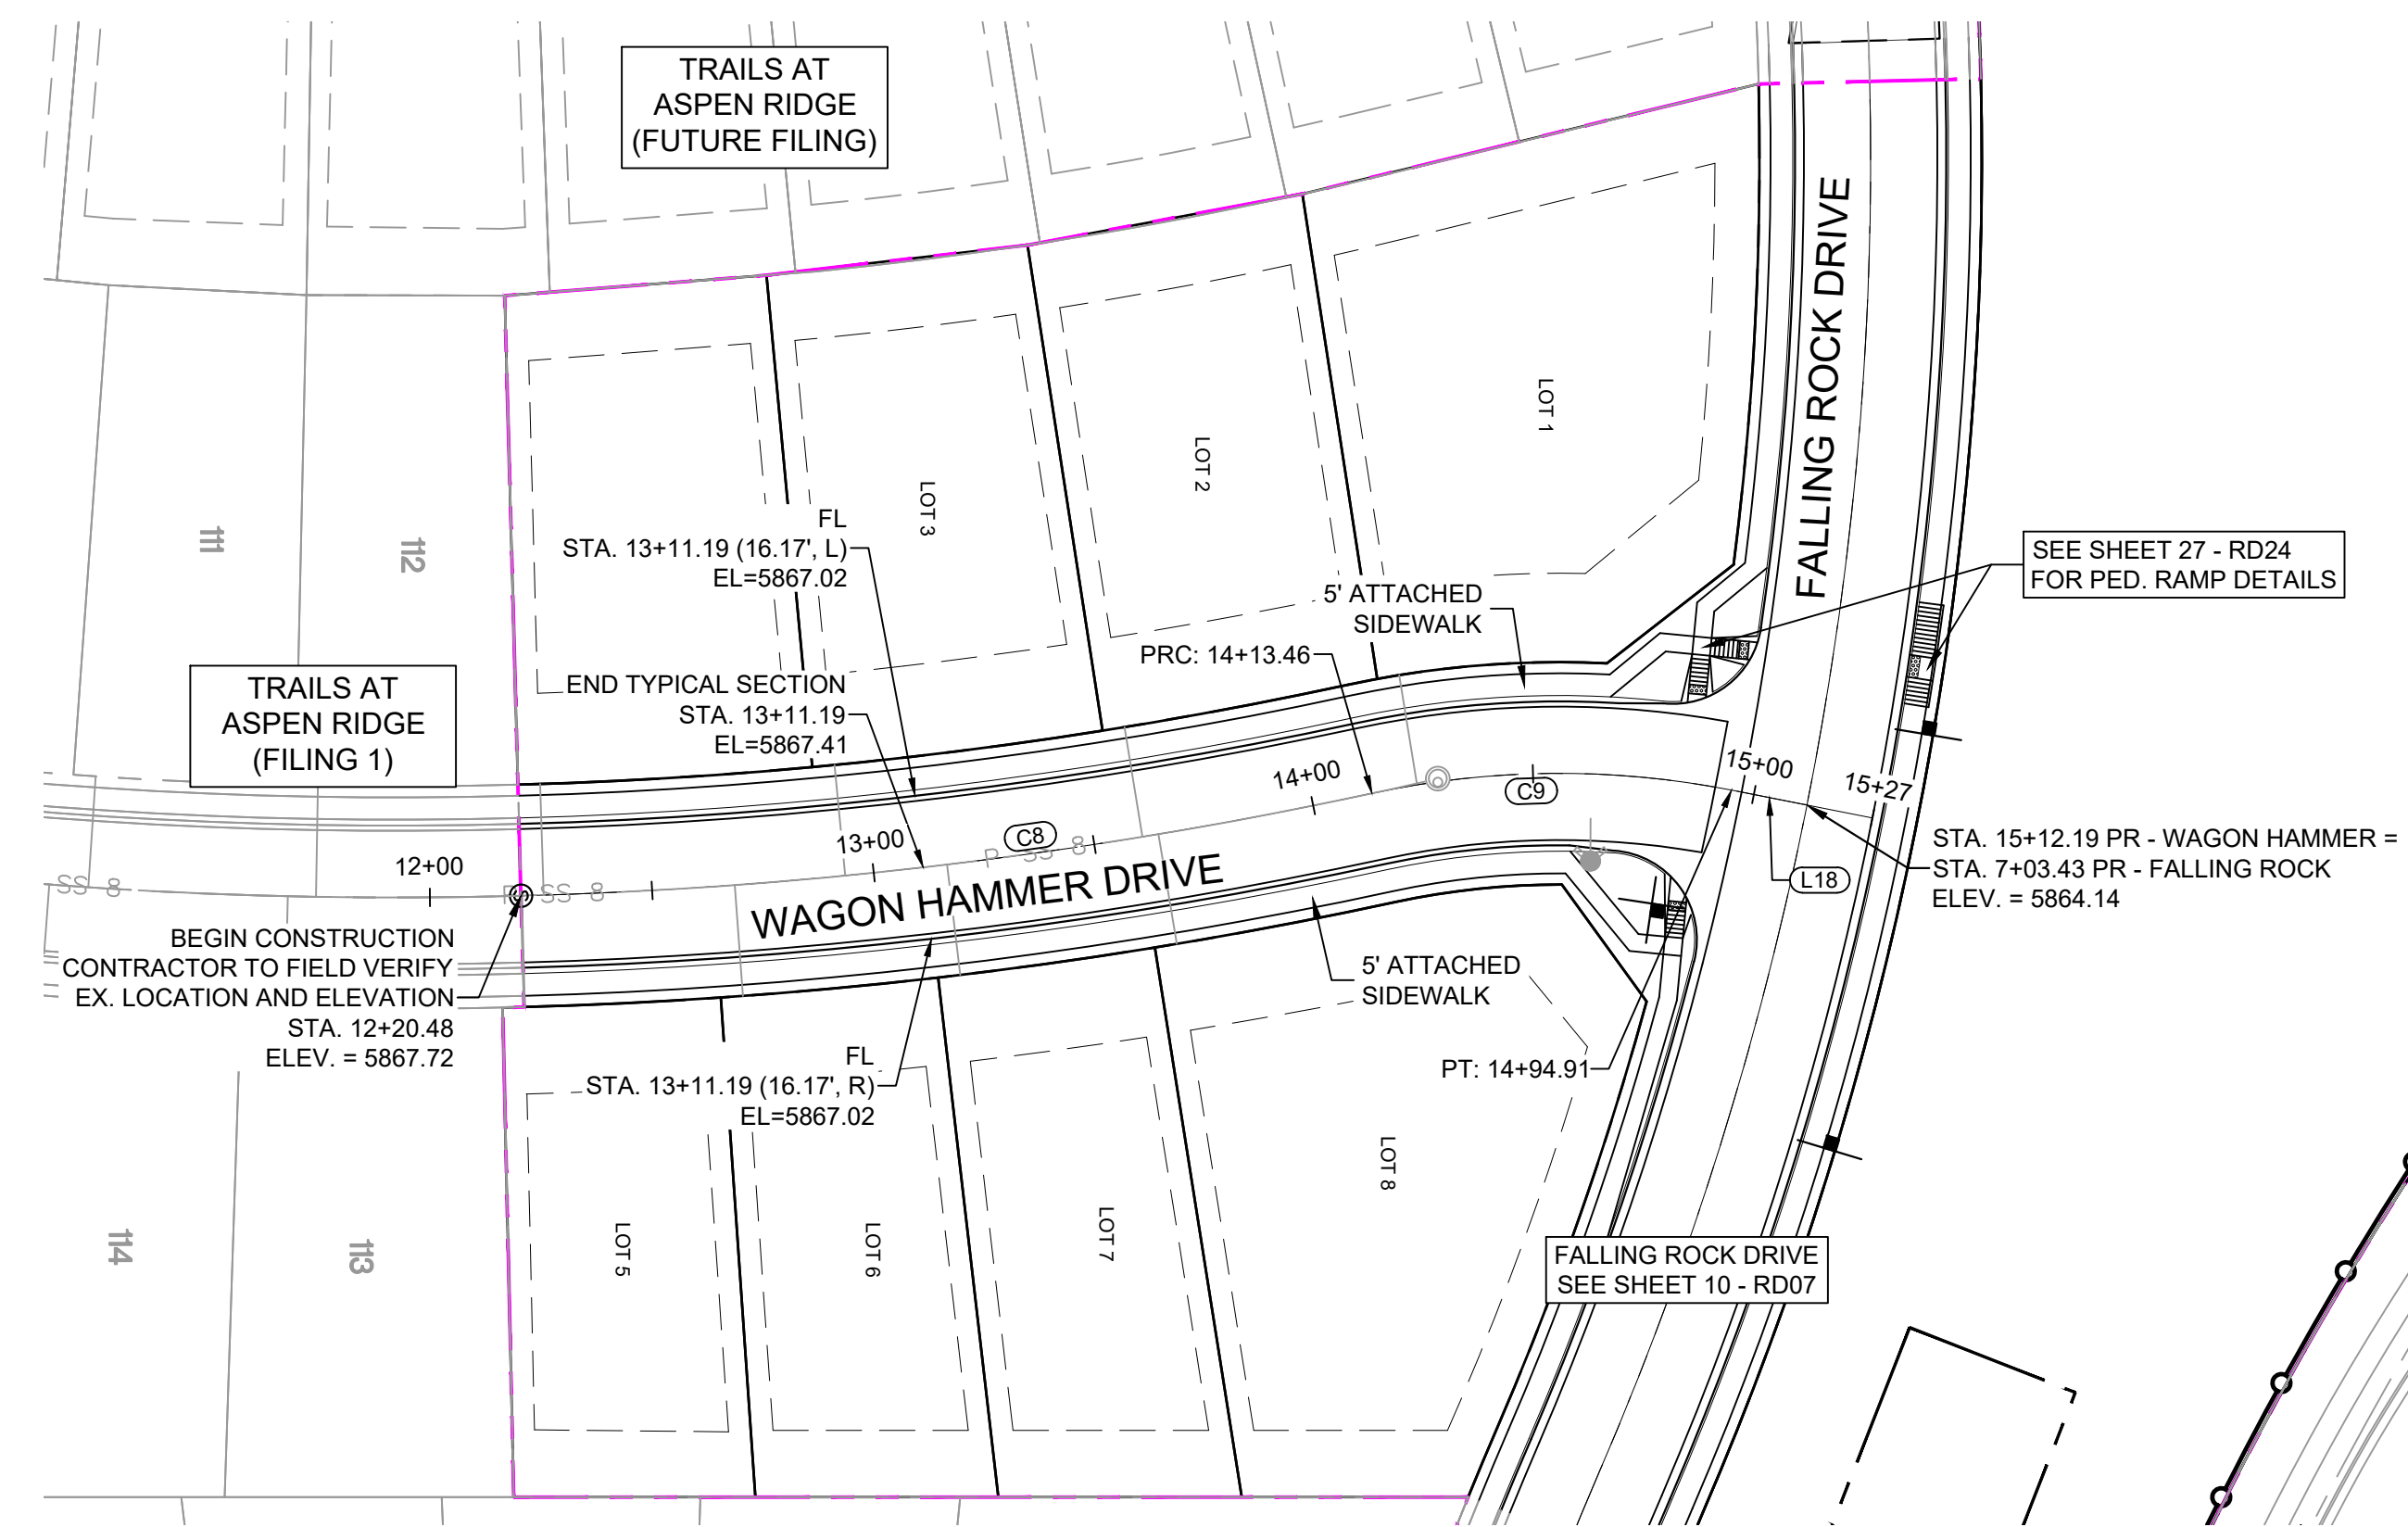 TRAILS AT
ASPEN RIDGE
(FUTURE FILING)
FALLING ROCK DRIVE
LOT 1
LOT 2
LOT 3
111
112
FL
STA. 13+11.19 (16.17', L)
EL=5867.02
SEE SHEET 27 - RD24
FOR PED. RAMP DETAILS
5' ATTACHED
SIDEWALK
PRC: 14+13.46
TRAILS AT
ASPEN RIDGE
(FILING 1)
END TYPICAL SECTION
STA. 13+11.19
EL=5867.41
12+00
13+00
14+00
15+00
15+27
C8
C9
L18
SS 8
P SS 8
P SS 8
WAGON HAMMER DRIVE
STA. 15+12.19 PR - WAGON HAMMER =
STA. 7+03.43 PR - FALLING ROCK
ELEV. = 5864.14
BEGIN CONSTRUCTION
CONTRACTOR TO FIELD VERIFY
EX. LOCATION AND ELEVATION
STA. 12+20.48
ELEV. = 5867.72
5' ATTACHED
SIDEWALK
FL
STA. 13+11.19 (16.17', R)
EL=5867.02
PT: 14+94.91
114
113
LOT 5
LOT 6
LOT 7
LOT 8
FALLING ROCK DRIVE
SEE SHEET 10 - RD07